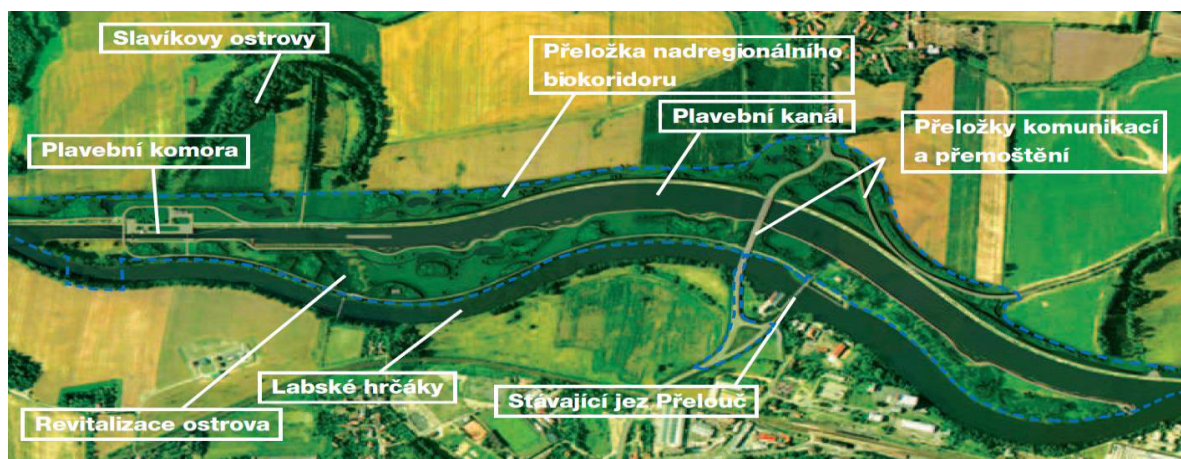 Slavíkovy ostrovy
Přeložka nadregionálního
biokoridoru
Plavební kanál
Přeložky komunikací
a přemoštění
Plavební komora
Labské hrčáky
Stávající jez Přelouč
Revitalizace ostrova